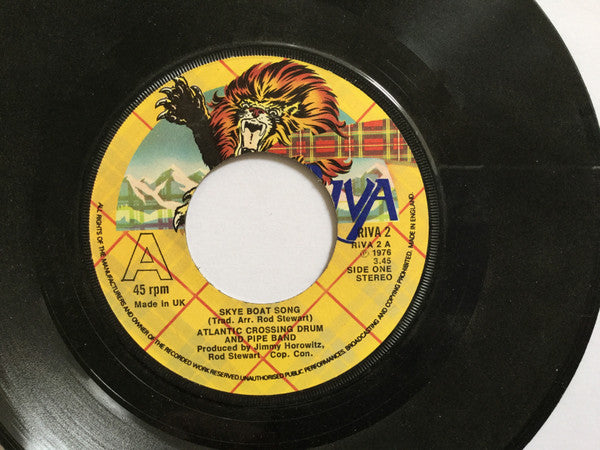 RIVA
RIVA 2
RIVA 2 A
℗ 1976
3.45
SIDE ONE
STEREO
A
45 rpm
Made in UK
SKYE BOAT SONG
(Trad. Arr. Rod Stewart)
ATLANTIC CROSSING DRUM
AND PIPE BAND
Produced by Jimmy Horowitz,
Rod Stewart Cop. Con.
ALL RIGHTS OF THE MANUFACTURERS AND OWNER OF THE RECORDED WORK RESERVED. UNAUTHORISED PUBLIC PERFORMANCES, BROADCASTING AND COPYING PROHIBITED. MADE IN ENGLAND